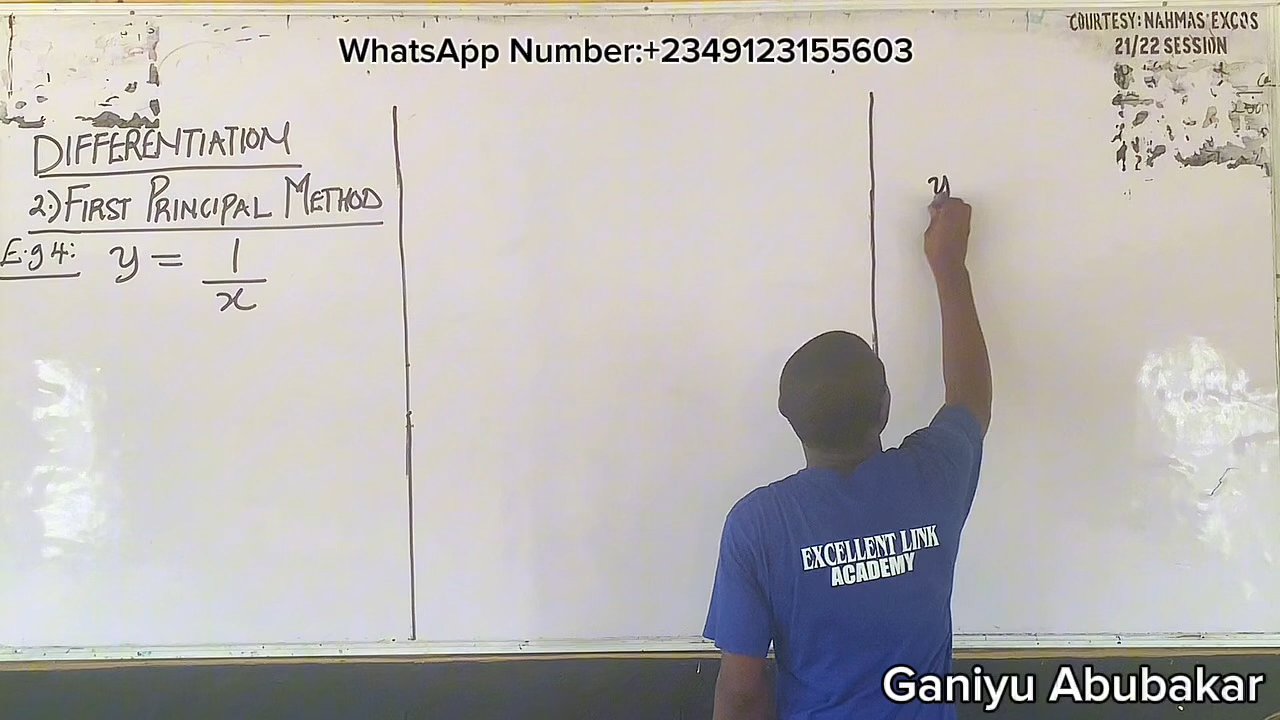 COURTESY: NAHMAS EXCOS
21/22 SESSION
WhatsApp Number:+2349123155603
DIFFERENTIATION
2.) FIRST PRINCIPAL METHOD
E.g 4: y = 1/x
y
EXCELLENT LINK
ACADEMY
Ganiyu Abubakar